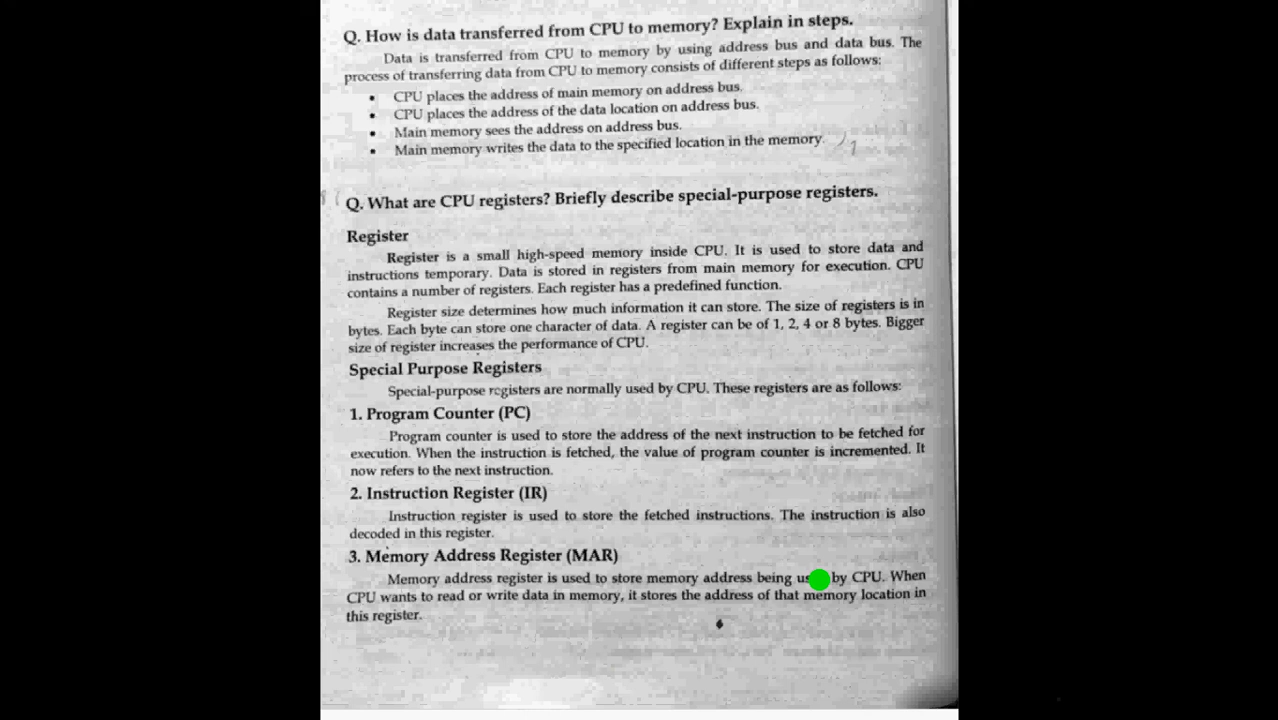 Q. How is data transferred from CPU to memory? Explain in steps.
Data is transferred from CPU to memory by using address bus and data bus. The
process of transferring data from CPU to memory consists of different steps as follows:
• CPU places the address of main memory on address bus.
• CPU places the address of the data location on address bus.
• Main memory sees the address on address bus.
• Main memory writes the data to the specified location in the memory.
Q. What are CPU registers? Briefly describe special-purpose registers.
Register
Register is a small high-speed memory inside CPU. It is used to store data and
instructions temporary. Data is stored in registers from main memory for execution. CPU
contains a number of registers. Each register has a predefined function.
Register size determines how much information it can store. The size of registers is in
bytes. Each byte can store one character of data. A register can be of 1, 2, 4 or 8 bytes. Bigger
size of register increases the performance of CPU.
Special Purpose Registers
Special-purpose registers are normally used by CPU. These registers are as follows:
1. Program Counter (PC)
Program counter is used to store the address of the next instruction to be fetched for
execution. When the instruction is fetched, the value of program counter is incremented. It
now refers to the next instruction.
2. Instruction Register (IR)
Instruction register is used to store the fetched instructions. The instruction is also
decoded in this register.
3. Memory Address Register (MAR)
Memory address register is used to store memory address being by CPU. When
CPU wants to read or write data in memory, it stores the address of that memory location in
this register.